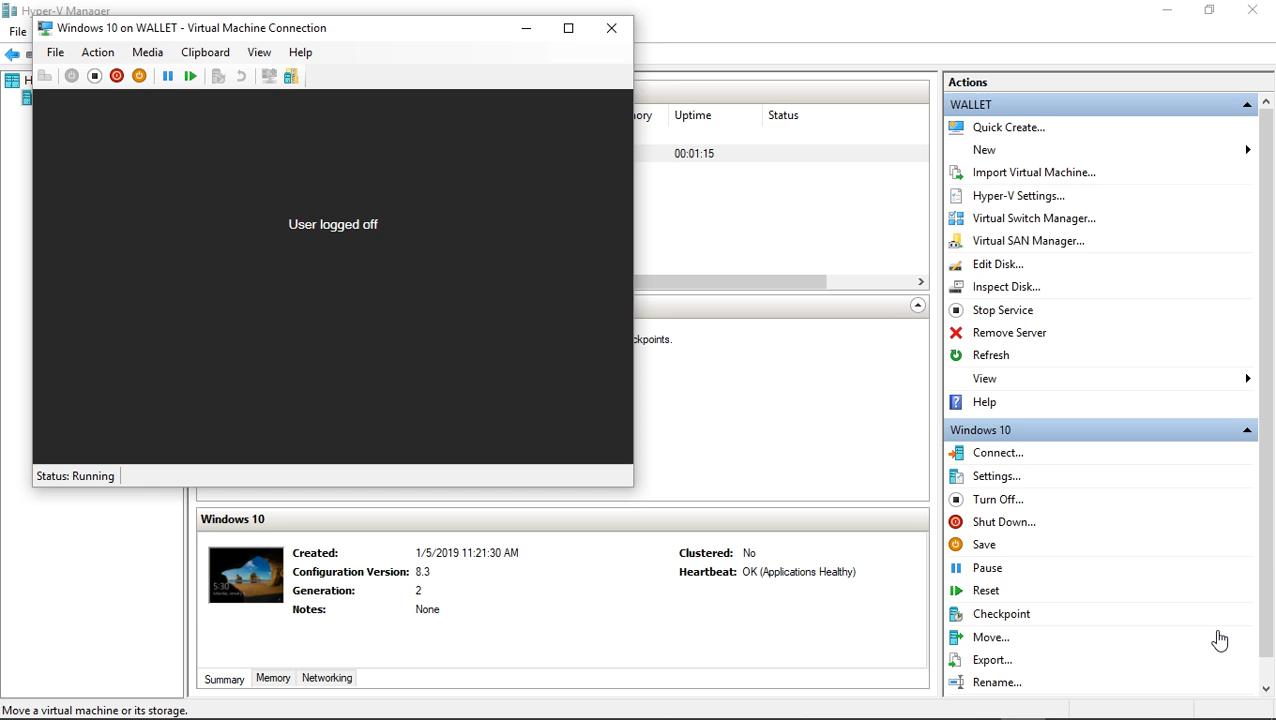 Hyper-V Manager
File
Windows 10 on WALLET - Virtual Machine Connection
File Action Media Clipboard View Help
User logged off
Status: Running
ory Uptime Status
00:01:15
ckpoints.
Windows 10
Created: 1/5/2019 11:21:30 AM Clustered: No
Configuration Version: 8.3 Heartbeat: OK (Applications Healthy)
Generation: 2
Notes: None
5:30
Summary Memory Networking
Actions
WALLET
Quick Create...
New
Import Virtual Machine...
Hyper-V Settings...
Virtual Switch Manager...
Virtual SAN Manager...
Edit Disk...
Inspect Disk...
Stop Service
Remove Server
Refresh
View
Help
Windows 10
Connect...
Settings...
Turn Off...
Shut Down...
Save
Pause
Reset
Checkpoint
Move...
Export...
Rename...
Move a virtual machine or its storage.